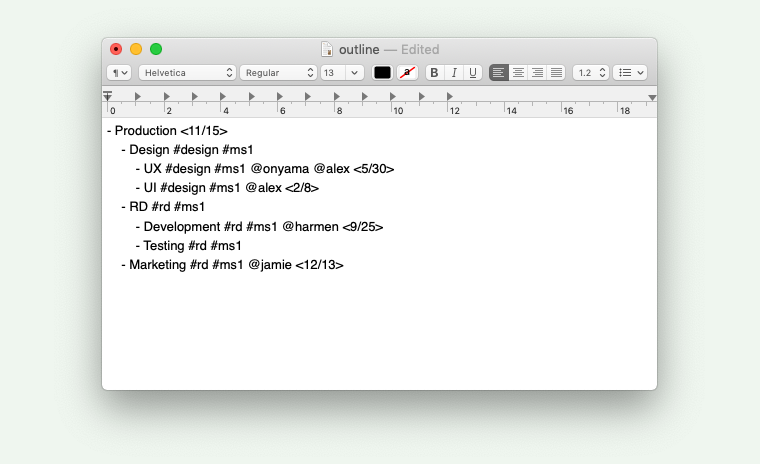 outline — Edited
¶ Helvetica Regular 13 a B I U 1.2
0 2 4 6 8 10 12 14 16 18
- Production <11/15>
- Design #design #ms1
- UX #design #ms1 @onyama @alex <5/30>
- UI #design #ms1 @alex <2/8>
- RD #rd #ms1
- Development #rd #ms1 @harmen <9/25>
- Testing #rd #ms1
- Marketing #rd #ms1 @jamie <12/13>